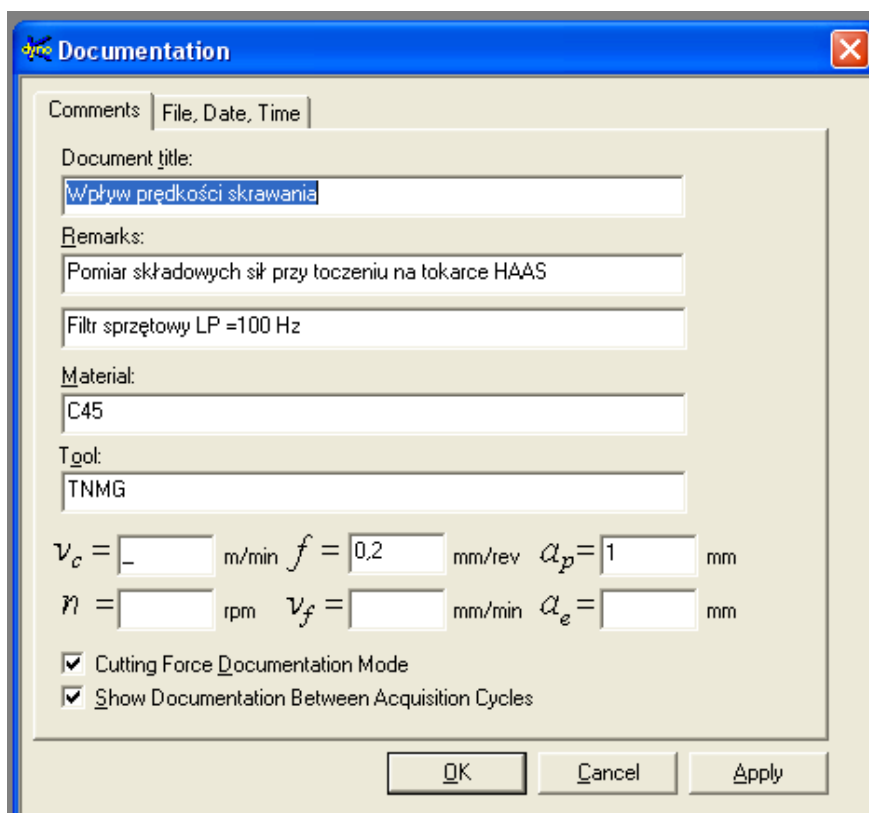 dyno Documentation
Comments File, Date, Time
Document title:
Wpływ prędkości skrawania
Remarks:
Pomiar składowych sił przy toczeniu na tokarce HAAS
Filtr sprzętowy LP =100 Hz
Material:
C45
Tool:
TNMG
vc = _ m/min f = 0,2 mm/rev ap= 1 mm
n = rpm vf = mm/min ae= mm
Cutting Force Documentation Mode
Show Documentation Between Acquisition Cycles
OK Cancel Apply